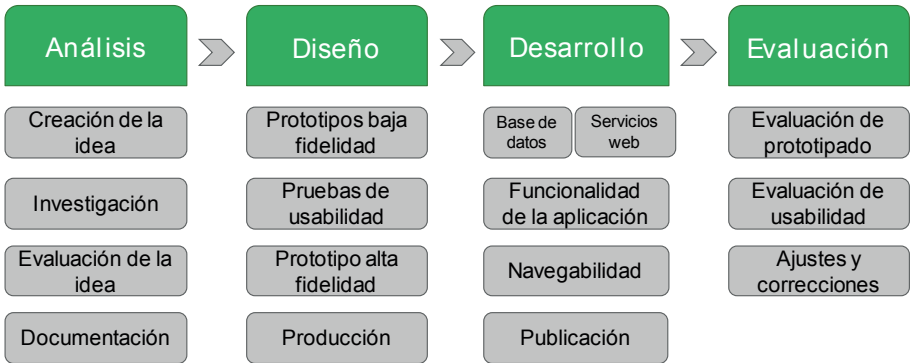 Análisis
Diseño
Desarrollo
Evaluación
Creación de la
idea
Investigación
Evaluación de la
idea
Documentación
Prototipos baja
fidelidad
Pruebas de
usabilidad
Prototipo alta
fidelidad
Producción
Base de
datos
Servicios
web
Funcionalidad
de la aplicación
Navegabilidad
Publicación
Evaluación de
prototipado
Evaluación de
usabilidad
Ajustes y
correcciones